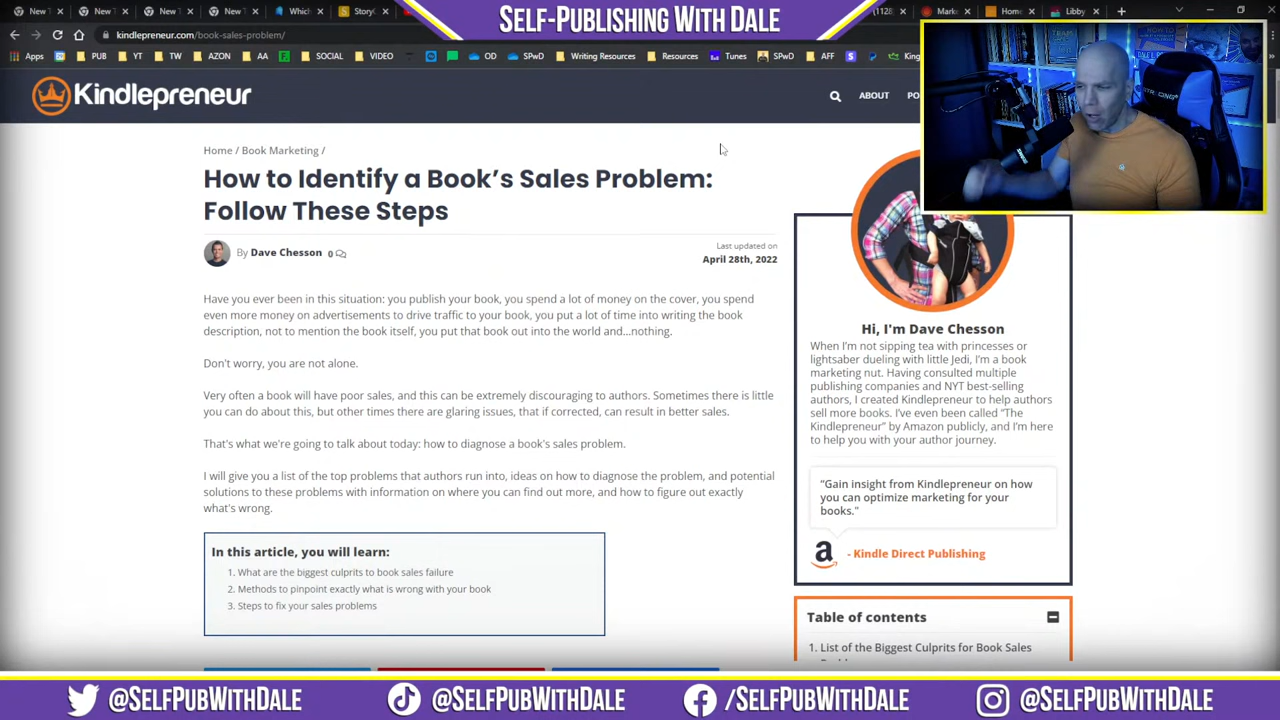 SELF-PUBLISHING WITH DALE
New T
New T
New T
New T
Which
Story
(1128)
Mark
Home
Libby
kindlepreneur.com/book-sales-problem/
Apps PUB YT TW AZON AA SOCIAL VIDEO OD SPwD Writing Resources Resources Tunes SPwD AFF King
Kindlepreneur
ABOUT
Home / Book Marketing /
How to Identify a Book’s Sales Problem:
Follow These Steps
By Dave Chesson 0
Last updated on
April 28th, 2022
Have you ever been in this situation: you publish your book, you spend a lot of money on the cover, you spend
even more money on advertisements to drive traffic to your book, you put a lot of time into writing the book
description, not to mention the book itself, you put that book out into the world and…nothing.
Don't worry, you are not alone.
Very often a book will have poor sales, and this can be extremely discouraging to authors. Sometimes there is little
you can do about this, but other times there are glaring issues, that if corrected, can result in better sales.
That's what we're going to talk about today: how to diagnose a book's sales problem.
I will give you a list of the top problems that authors run into, ideas on how to diagnose the problem, and potential
solutions to these problems with information on where you can find out more, and how to figure out exactly
what's wrong.
In this article, you will learn:
1. What are the biggest culprits to book sales failure
2. Methods to pinpoint exactly what is wrong with your book
3. Steps to fix your sales problems
Hi, I'm Dave Chesson
When I’m not sipping tea with princesses or
lightsaber dueling with little Jedi, I’m a book
marketing nut. Having consulted multiple
publishing companies and NYT best-selling
authors, I created Kindlepreneur to help authors
sell more books. I’ve even been called “The
Kindlepreneur” by Amazon publicly, and I’m here
to help you with your author journey.
“Gain insight from Kindlepreneur on how
you can optimize marketing for your
books.”
a - Kindle Direct Publishing
Table of contents
1. List of the Biggest Culprits for Book Sales
@SELFPUBWITHDALE
@SELFPUBWITHDALE
/SELFPUBWITHDALE
@SELFPUBWITHDALE